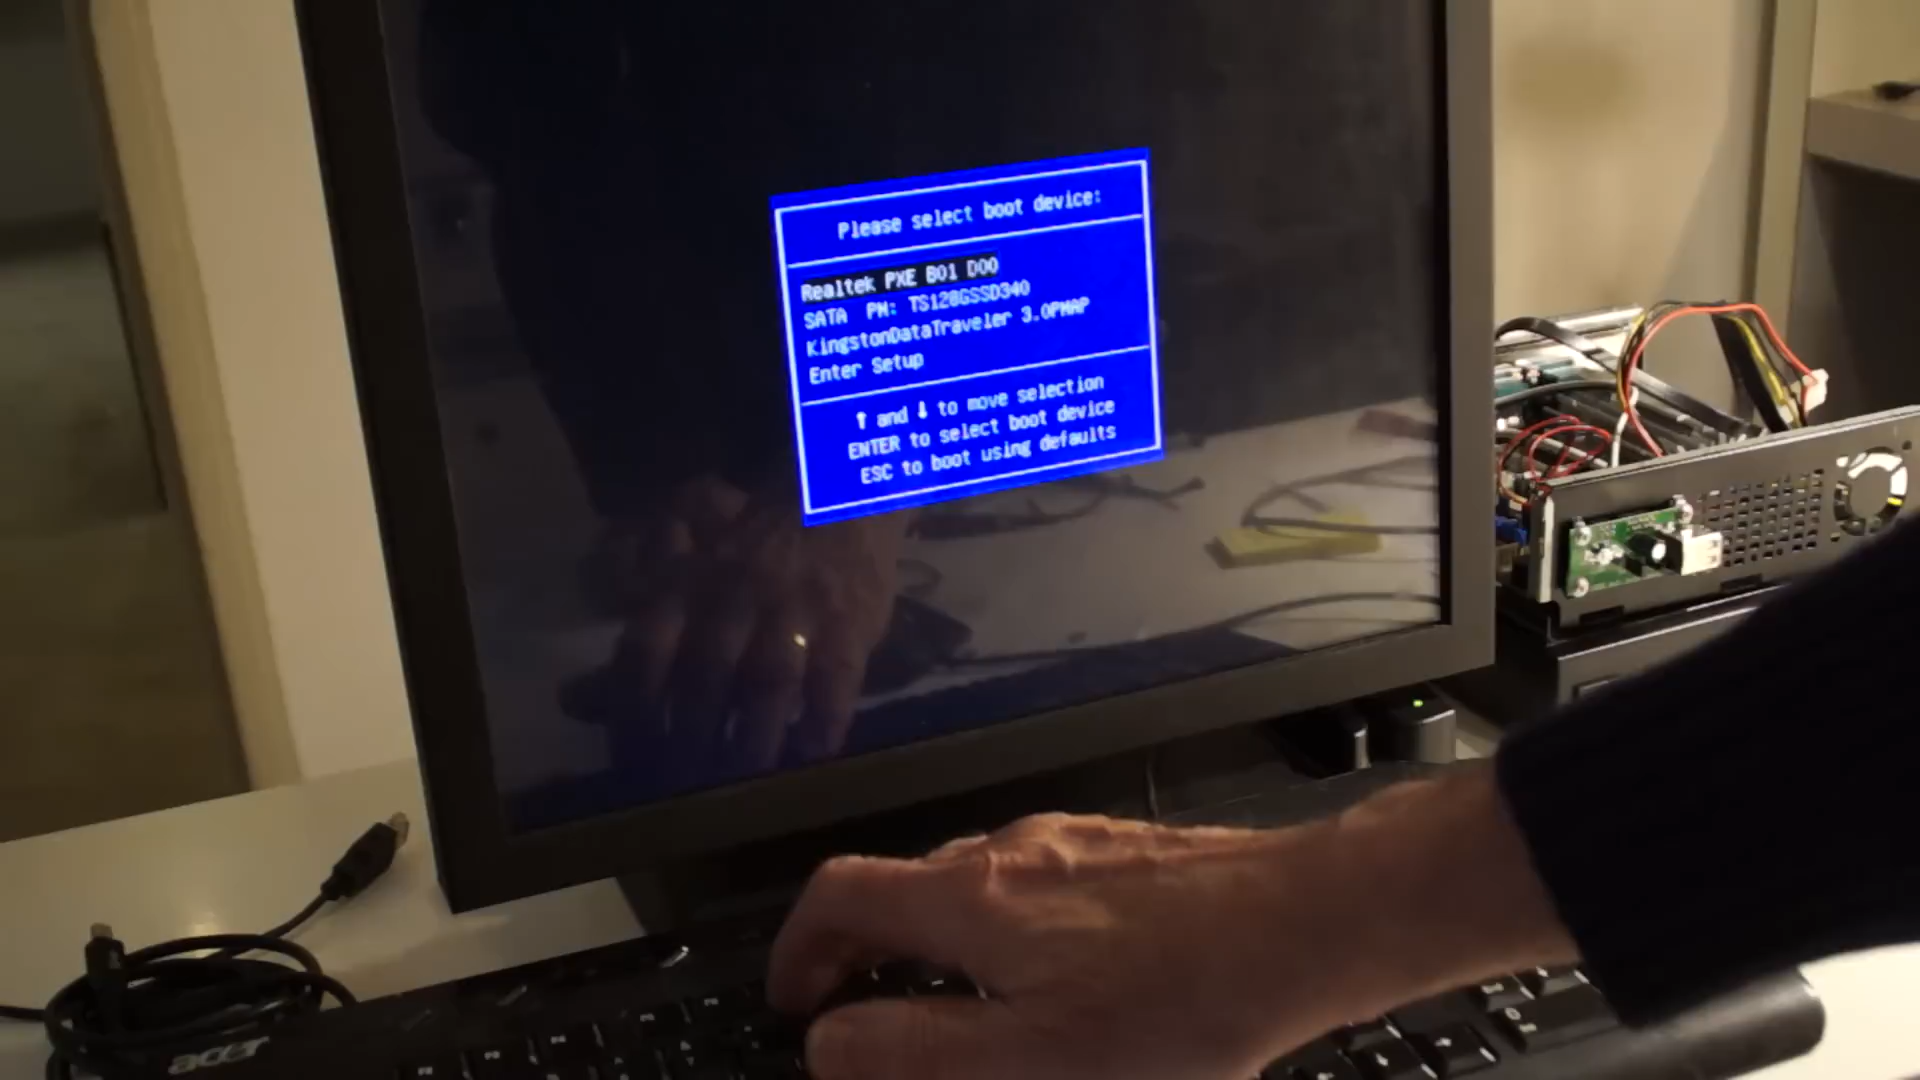 Please select boot device:
Realtek PXE B01 D00
SATA PM: TS128GSSD340
KingstonDataTraveler 3.0PMAP
Enter Setup
↑ and ↓ to move selection
ENTER to select boot device
ESC to boot using defaults
acer